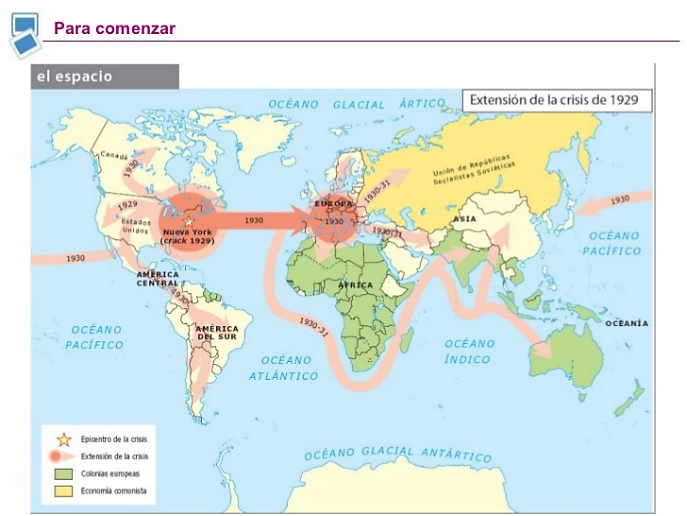 Para comenzar
el espacio
Extensión de la crisis de 1929
OCÉANO GLACIAL ÁRTICO
Canadá
1930
1929
Estados
Unidos
Nueva York
(crack 1929)
1930
EUROPA
1930
1930-31
Unión de Repúblicas
Socialistas Soviéticas
ASIA
1930
OCÉANO
PACÍFICO
1930
1930-31
AMÉRICA
CENTRAL
1930
ÁFRICA
AMÉRICA
DEL SUR
1930-31
OCEANÍA
OCÉANO
PACÍFICO
OCÉANO
ATLÁNTICO
OCÉANO
ÍNDICO
OCÉANO GLACIAL ANTÁRTICO
Epicentro de la crisis
Extensión de la crisis
Colonias europeas
Economía comunista